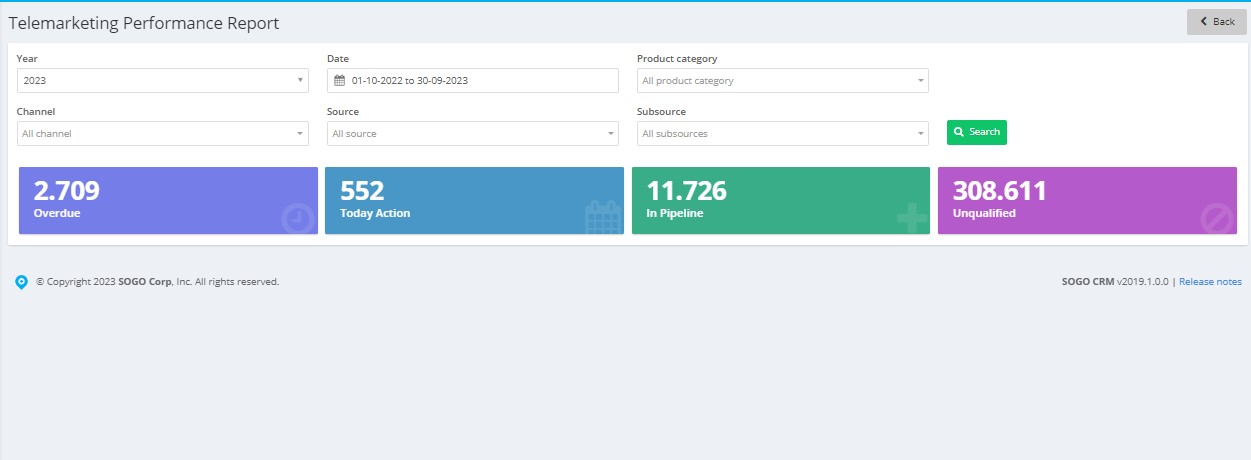 Telemarketing Performance Report
Back
Year
Date
Product category
2023
01-10-2022 to 30-09-2023
All product category
Channel
Source
Subsource
All channel
All source
All subsources
Search
2.709
Overdue
552
Today Action
11.726
In Pipeline
308.611
Unqualified
© Copyright 2023 SOGO Corp, Inc. All rights reserved.
SOGO CRM v2019.1.0.0 | Release notes